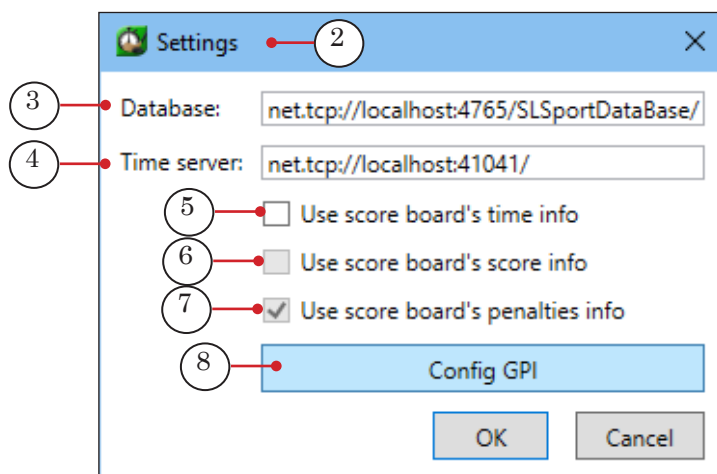 Settings 2
3 Database: net.tcp://localhost:4765/SLSportDataBase/
4 Time server: net.tcp://localhost:41041/
5 Use score board's time info
6 Use score board's score info
7 Use score board's penalties info
8 Config GPI
OK Cancel